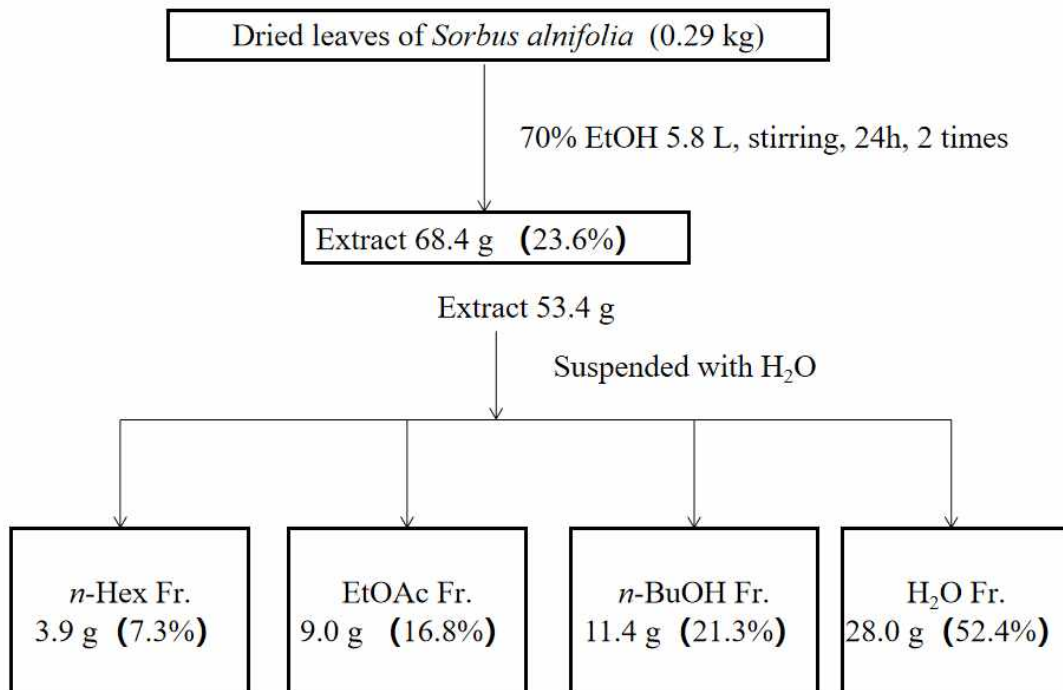 Dried leaves of Sorbus alnifolia (0.29 kg)
70% EtOH 5.8 L, stirring, 24h, 2 times
Extract 68.4 g (23.6%)
Extract 53.4 g
Suspended with H₂O
n-Hex Fr.
3.9 g (7.3%)
EtOAc Fr.
9.0 g (16.8%)
n-BuOH Fr.
11.4 g (21.3%)
H₂O Fr.
28.0 g (52.4%)